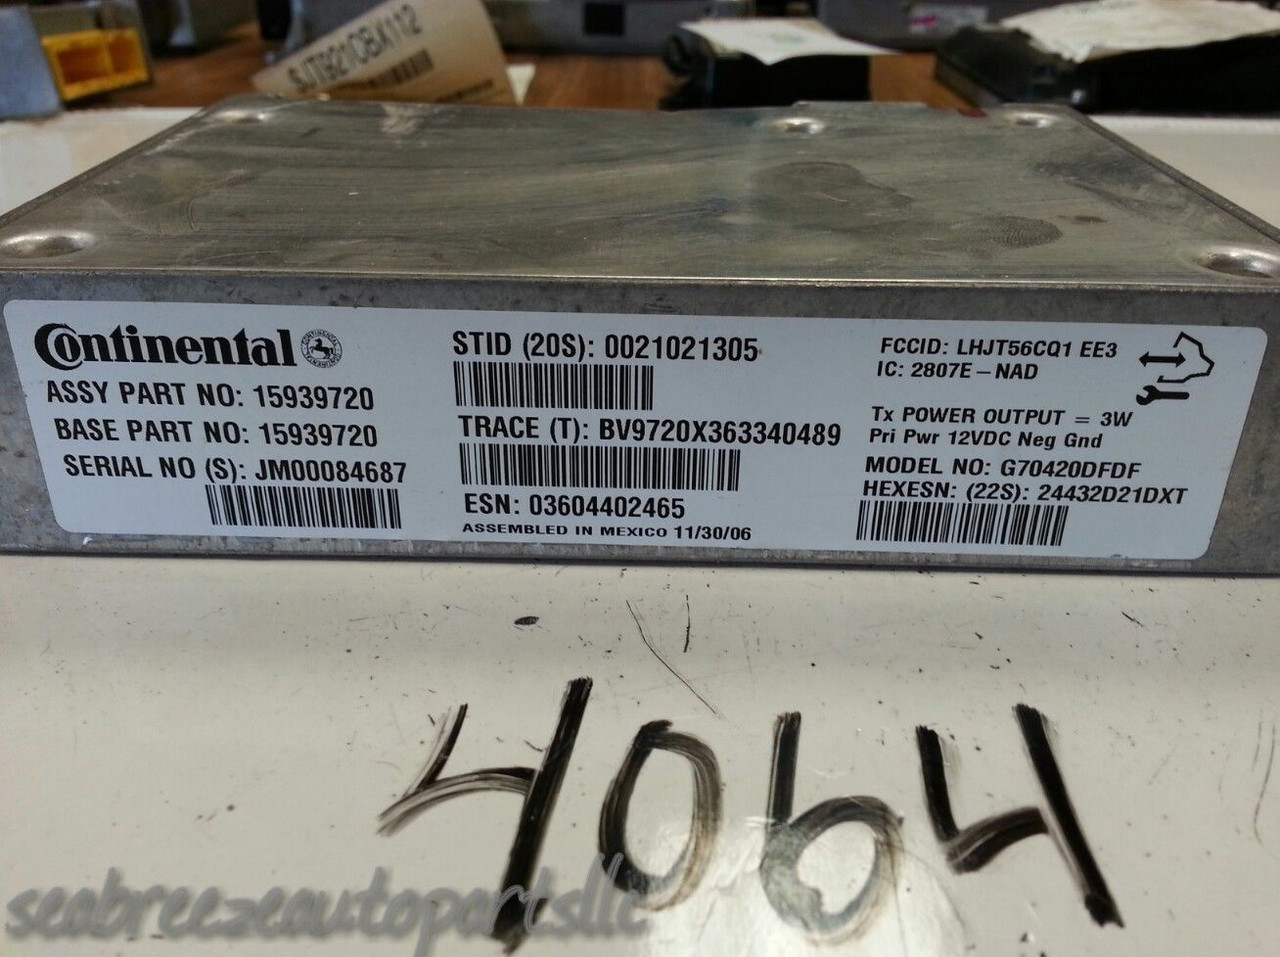 SJTB210BX112
Continental
CONTINENTAL
ASSY PART NO: 15939720
BASE PART NO: 15939720
SERIAL NO (S): JM00084687
STID (20S): 0021021305
TRACE (T): BV9720X363340489
ESN: 03604402465
ASSEMBLED IN MEXICO 11/30/06
FCCID: LHJT56CQ1 EE3
IC: 2807E-NAD
Tx POWER OUTPUT = 3W
Pri Pwr 12VDC Neg Gnd
MODEL NO: G70420DFDF
HEXESN: (22S): 24432D21DXT
4064
seabreezeautopartsllc